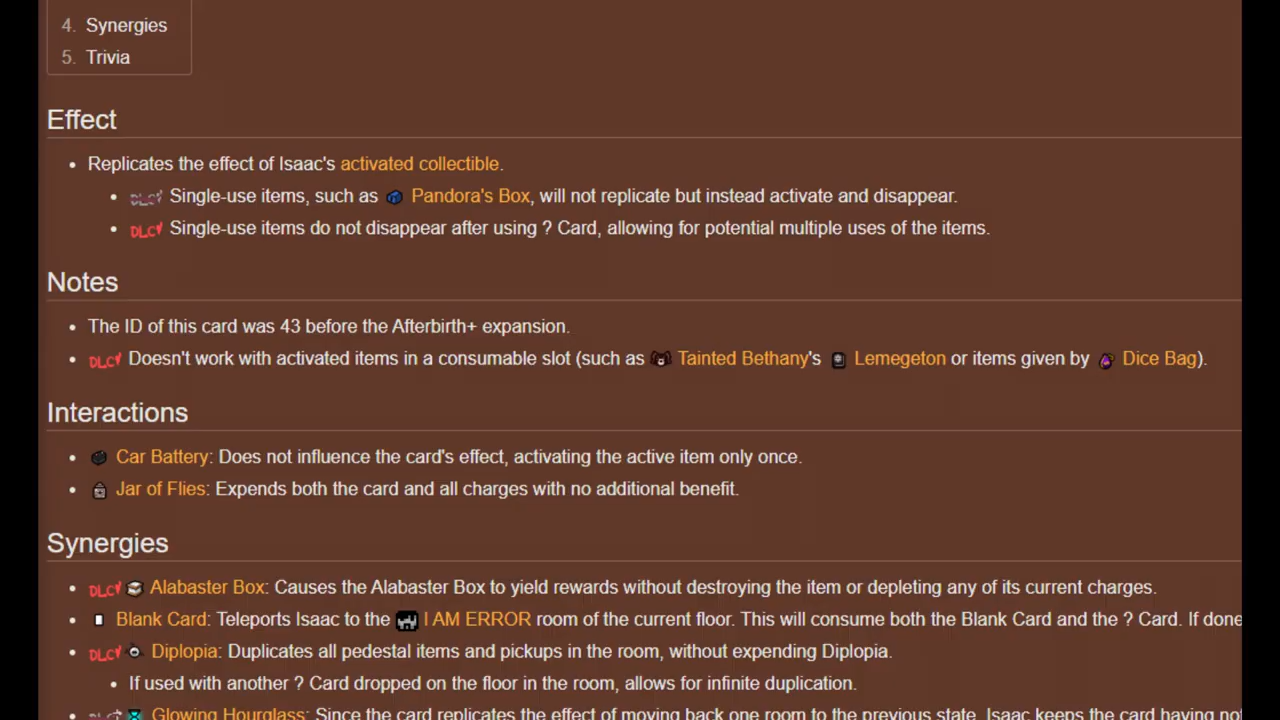 4. Synergies
5. Trivia
Effect
Replicates the effect of Isaac's activated collectible.
DLC Single-use items, such as Pandora's Box, will not replicate but instead activate and disappear.
DLC Single-use items do not disappear after using ? Card, allowing for potential multiple uses of the items.
Notes
The ID of this card was 43 before the Afterbirth+ expansion.
DLC Doesn't work with activated items in a consumable slot (such as Tainted Bethany's Lemegeton or items given by Dice Bag).
Interactions
Car Battery: Does not influence the card's effect, activating the active item only once.
Jar of Flies: Expends both the card and all charges with no additional benefit.
Synergies
DLC Alabaster Box: Causes the Alabaster Box to yield rewards without destroying the item or depleting any of its current charges.
Blank Card: Teleports Isaac to the I AM ERROR room of the current floor. This will consume both the Blank Card and the ? Card. If done
DLC Diplopia: Duplicates all pedestal items and pickups in the room, without expending Diplopia.
If used with another ? Card dropped on the floor in the room, allows for infinite duplication.
Glowing Hourglass: Since the card replicates the effect of moving back one room to the previous state, Isaac keeps the card having